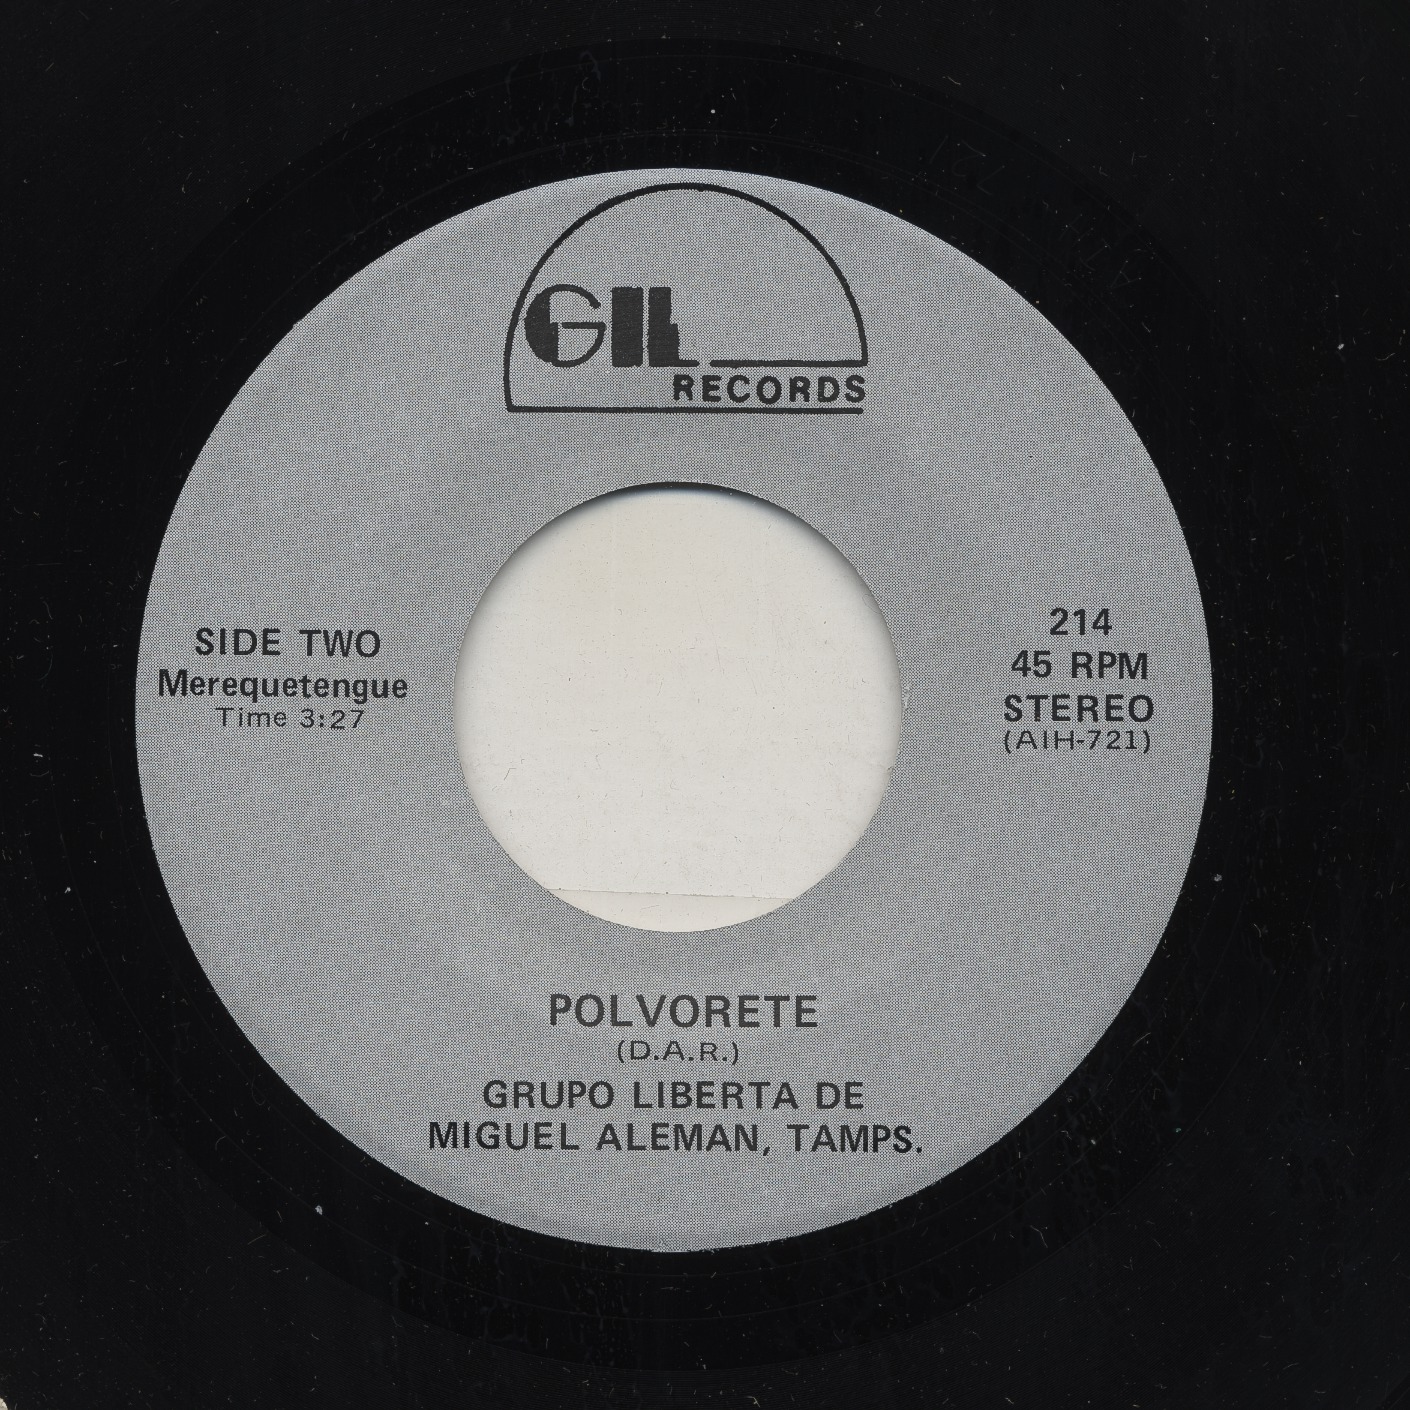 GIL
RECORDS
SIDE TWO
Merequetengue
Time 3:27
214
45 RPM
STEREO
(AIH-721)
POLVORETE
(D.A.R.)
GRUPO LIBERTA DE
MIGUEL ALEMAN, TAMPS.